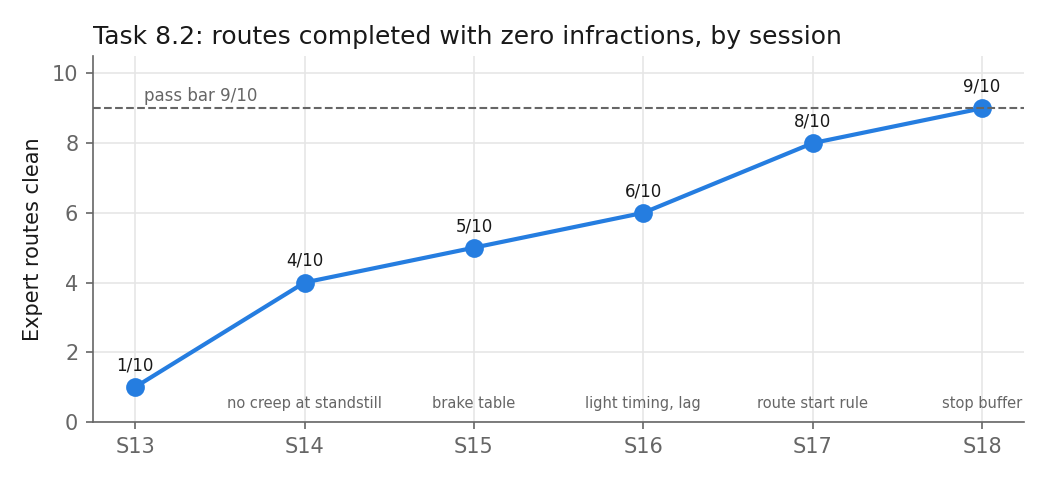 Task 8.2: routes completed with zero infractions, by session
Expert routes clean
10
8
6
4
2
0
pass bar 9/10
1/10
4/10
5/10
6/10
8/10
9/10
no creep at standstill
brake table
light timing, lag
route start rule
stop buffer
S13
S14
S15
S16
S17
S18